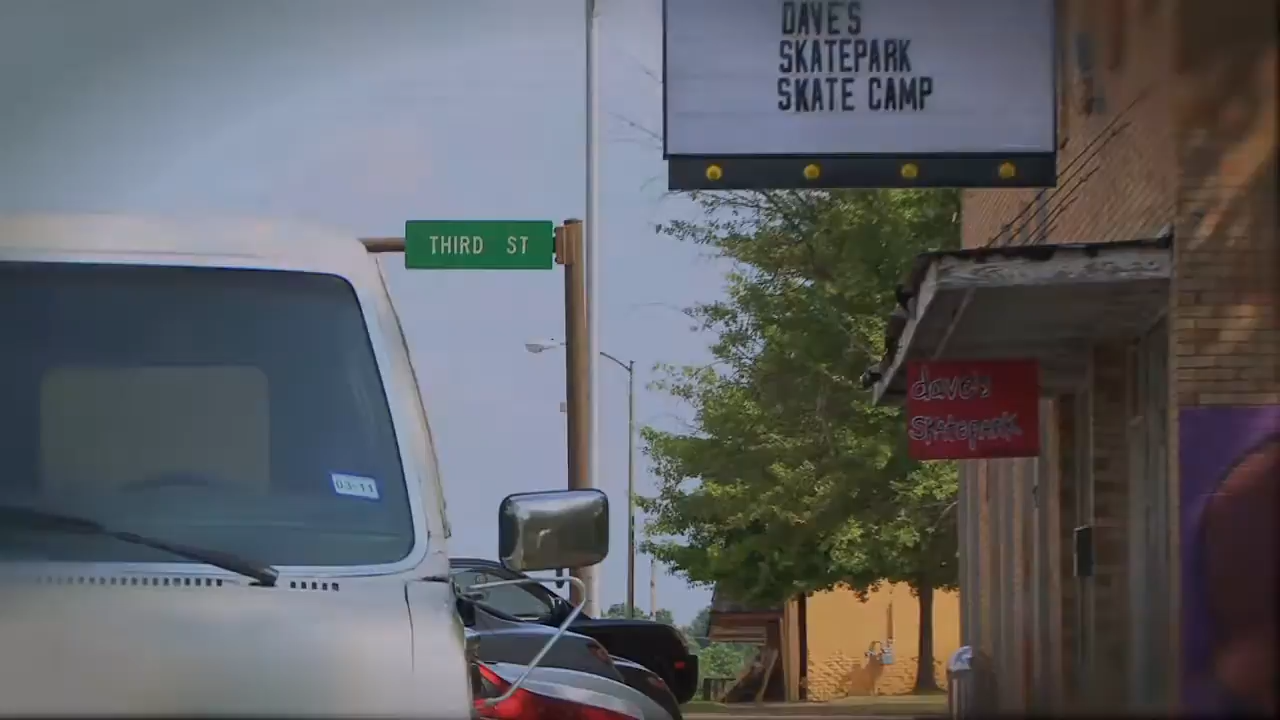 DAVE'S
SKATEPARK
SKATE CAMP
THIRD ST
dave's
skatepark
03-11